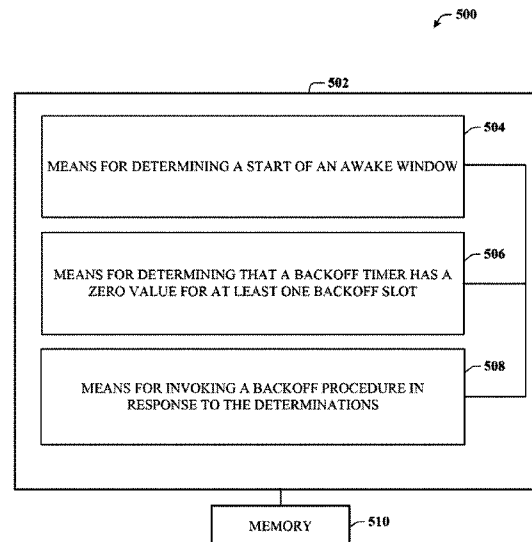 500
502
504
MEANS FOR DETERMINING A START OF AN AWAKE WINDOW
506
MEANS FOR DETERMINING THAT A BACKOFF TIMER HAS A
ZERO VALUE FOR AT LEAST ONE BACKOFF SLOT
508
MEANS FOR INVOKING A BACKOFF PROCEDURE IN
RESPONSE TO THE DETERMINATIONS
510
MEMORY